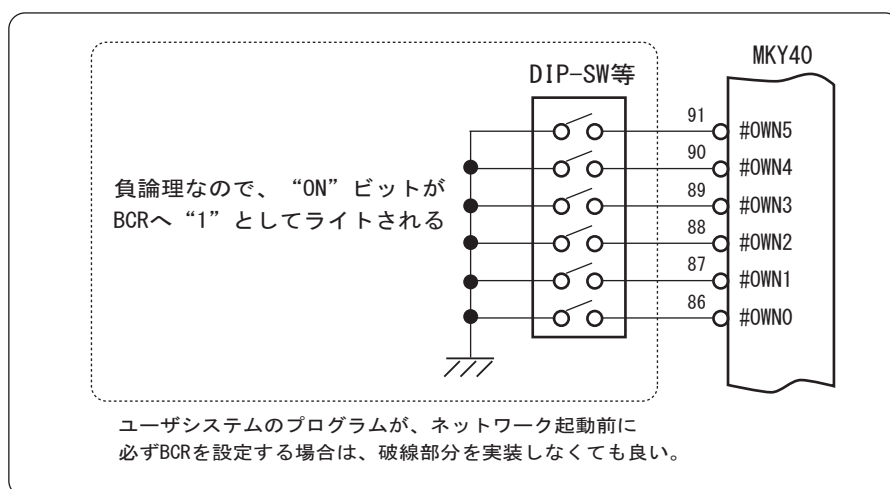 MKY40
DIP-SW等
91
#OWN5
90
#OWN4
89
#OWN3
88
#OWN2
87
#OWN1
86
#OWN0
負論理なので、“ON”ビットが
BCRへ“1”としてライトされる
ユーザシステムのプログラムが、ネットワーク起動前に
必ずBCRを設定する場合は、破線部分を実装しなくても良い。